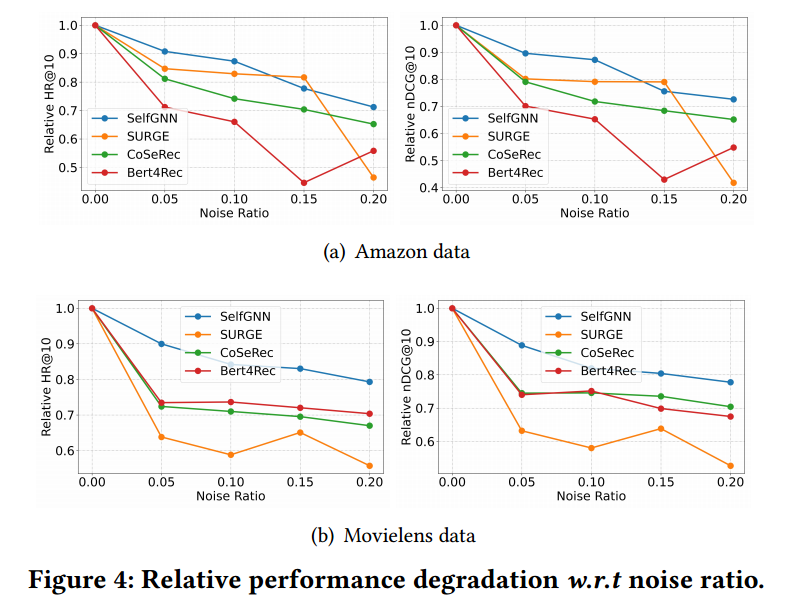 1.0
0.9
0.8
0.7
0.6
0.5
Relative HR@10
SelfGNN
SURGE
CoSeRec
Bert4Rec
0.00 0.05 0.10 0.15 0.20
Noise Ratio
1.0
0.9
0.8
0.7
0.6
0.5
0.4
Relative nDCG@10
SelfGNN
SURGE
CoSeRec
Bert4Rec
0.00 0.05 0.10 0.15 0.20
Noise Ratio
(a) Amazon data
1.0
0.9
0.8
0.7
0.6
Relative HR@10
SelfGNN
SURGE
CoSeRec
Bert4Rec
0.00 0.05 0.10 0.15 0.20
Noise Ratio
1.0
0.9
0.8
0.7
0.6
Relative nDCG@10
SelfGNN
SURGE
CoSeRec
Bert4Rec
0.00 0.05 0.10 0.15 0.20
Noise Ratio
(b) Movielens data
Figure 4: Relative performance degradation w.r.t noise ratio.